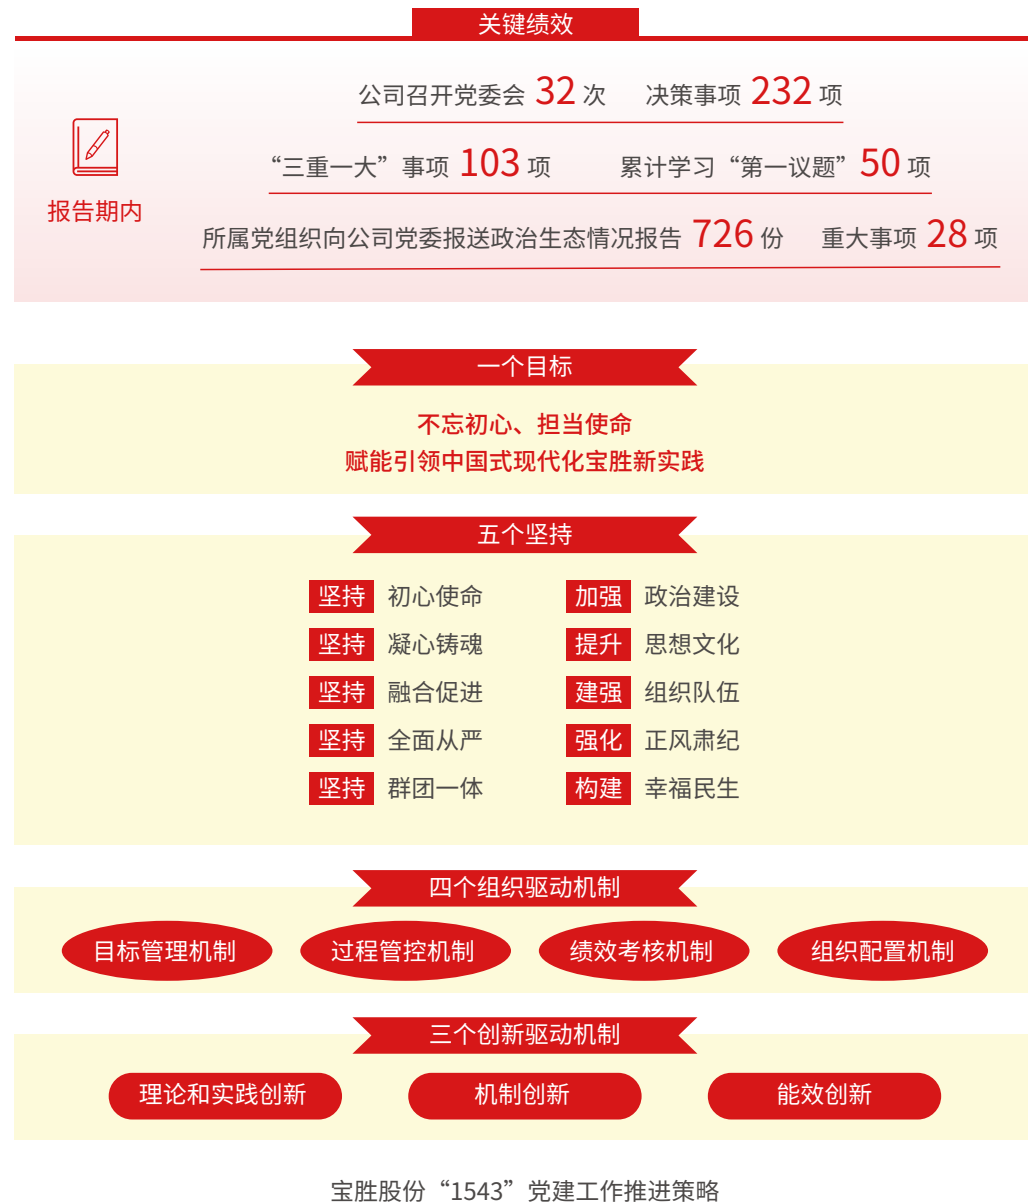 关键绩效
公司召开党委会 32 次 决策事项 232 项
“三重一大”事项 103 项 累计学习“第一议题”50 项
报告期内
所属党组织向公司党委报送政治生态情况报告 726 份 重大事项 28 项
一个目标
不忘初心、担当使命
赋能引领中国式现代化宝胜新实践
五个坚持
坚持 初心使命 加强 政治建设
坚持 凝心铸魂 提升 思想文化
坚持 融合促进 建强 组织队伍
坚持 全面从严 强化 正风肃纪
坚持 群团一体 构建 幸福民生
四个组织驱动机制
目标管理机制 过程管控机制 绩效考核机制 组织配置机制
三个创新驱动机制
理论和实践创新 机制创新 能效创新
宝胜股份“1543”党建工作推进策略